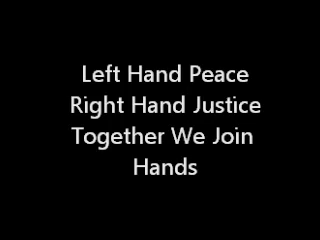 Left Hand Peace
Right Hand Justice
Together We Join
Hands